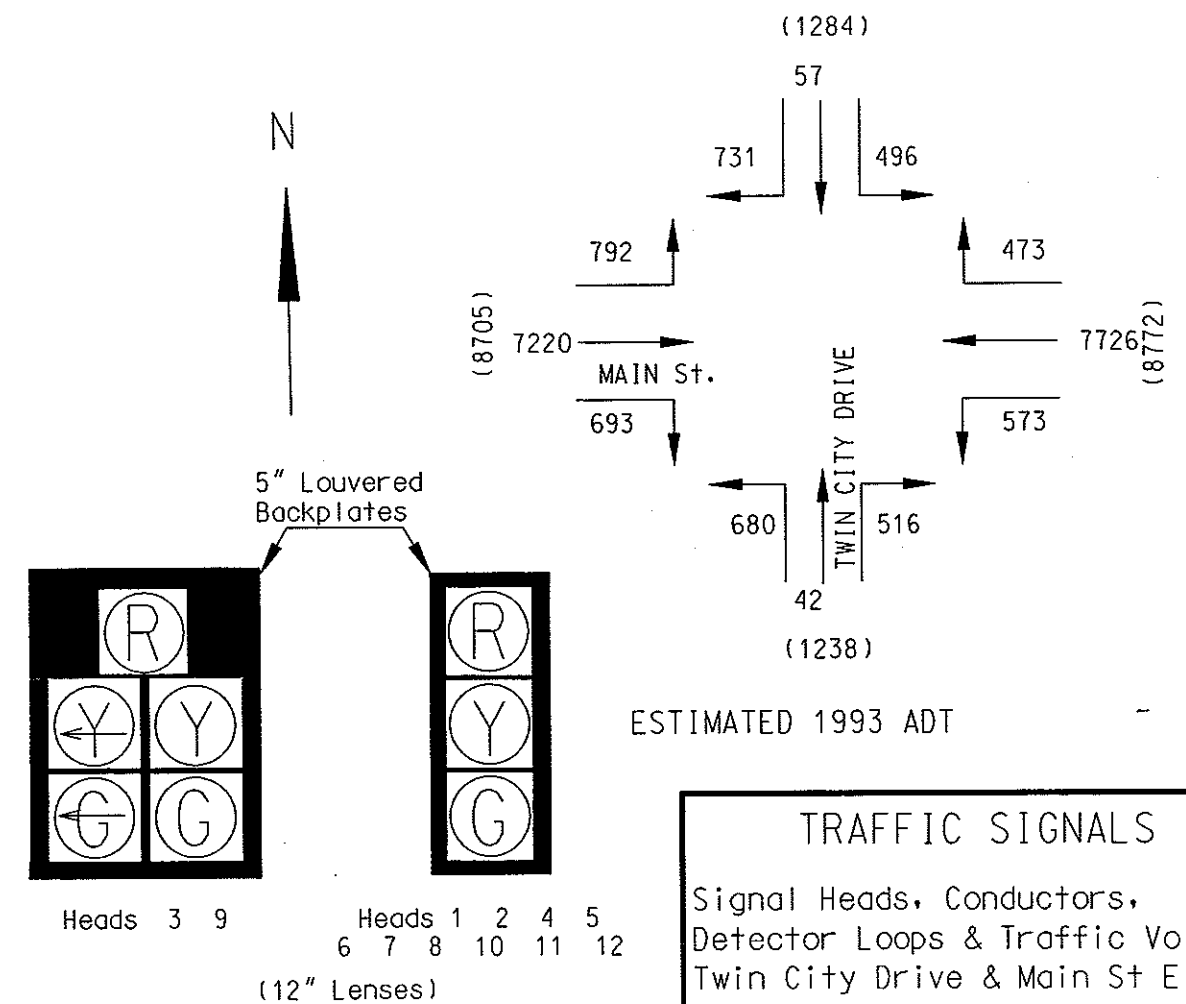 (1284)
57
N
731 496
792 473
(8705) 7220 7726 (8772)
MAIN St.
TWIN CITY DRIVE
693 573
5" Louvered
Backplates
680 516
42
(1238)
R R
Y Y Y
G G G
ESTIMATED 1993 ADT
Heads 3 9
Heads 1 2 4 5
6 7 8 10 11 12
(12" Lenses)
TRAFFIC SIGNALS
Signal Heads, Conductors,
Detector Loops & Traffic Vo
Twin City Drive & Main St E